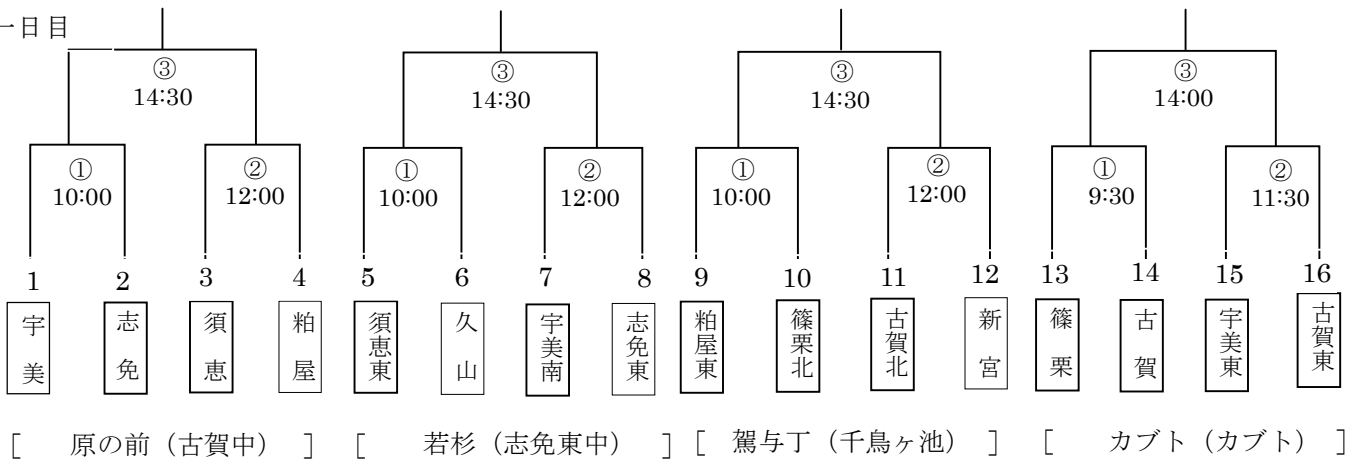 一日目
③ ③ ③ ③
14:30 14:30 14:30 14:00
① ② ① ② ① ② ① ②
10:00 12:00 10:00 12:00 10:00 12:00 9:30 11:30
1 2 3 4 5 6 7 8 9 10 11 12 13 14 15 16
宇美 志免 須恵 粕屋 須恵東 久山 宇美南 志免東 粕屋東 篠栗北 古賀北 新宮 篠栗 古賀 宇美東 古賀東
[ 原の前（古賀中） ] [ 若杉（志免東中） ] [ 駕与丁（千鳥ヶ池） ] [ カブト（カブト） ]